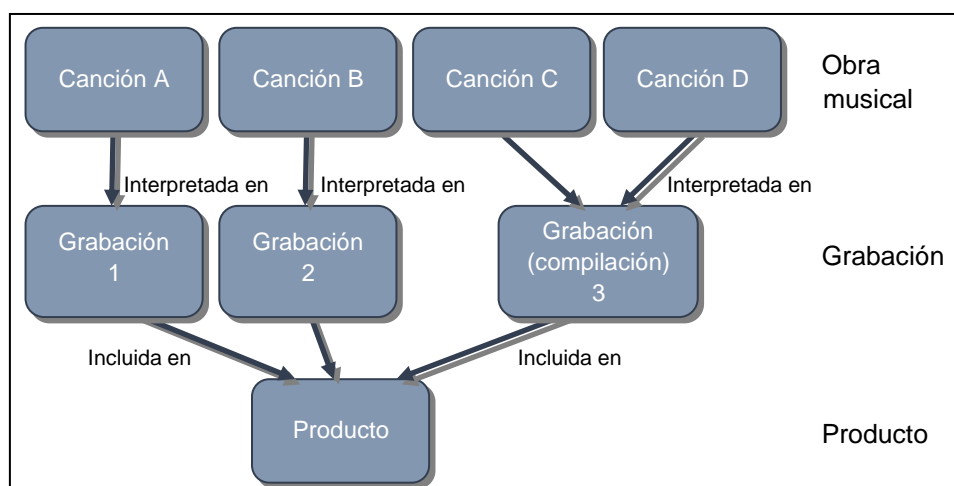 Canción A
Canción B
Canción C
Canción D
Obra
musical
Interpretada en
Interpretada en
Interpretada en
Grabación
1
Grabación
2
Grabación
(compilación)
3
Grabación
Incluida en
Incluida en
Producto
Producto